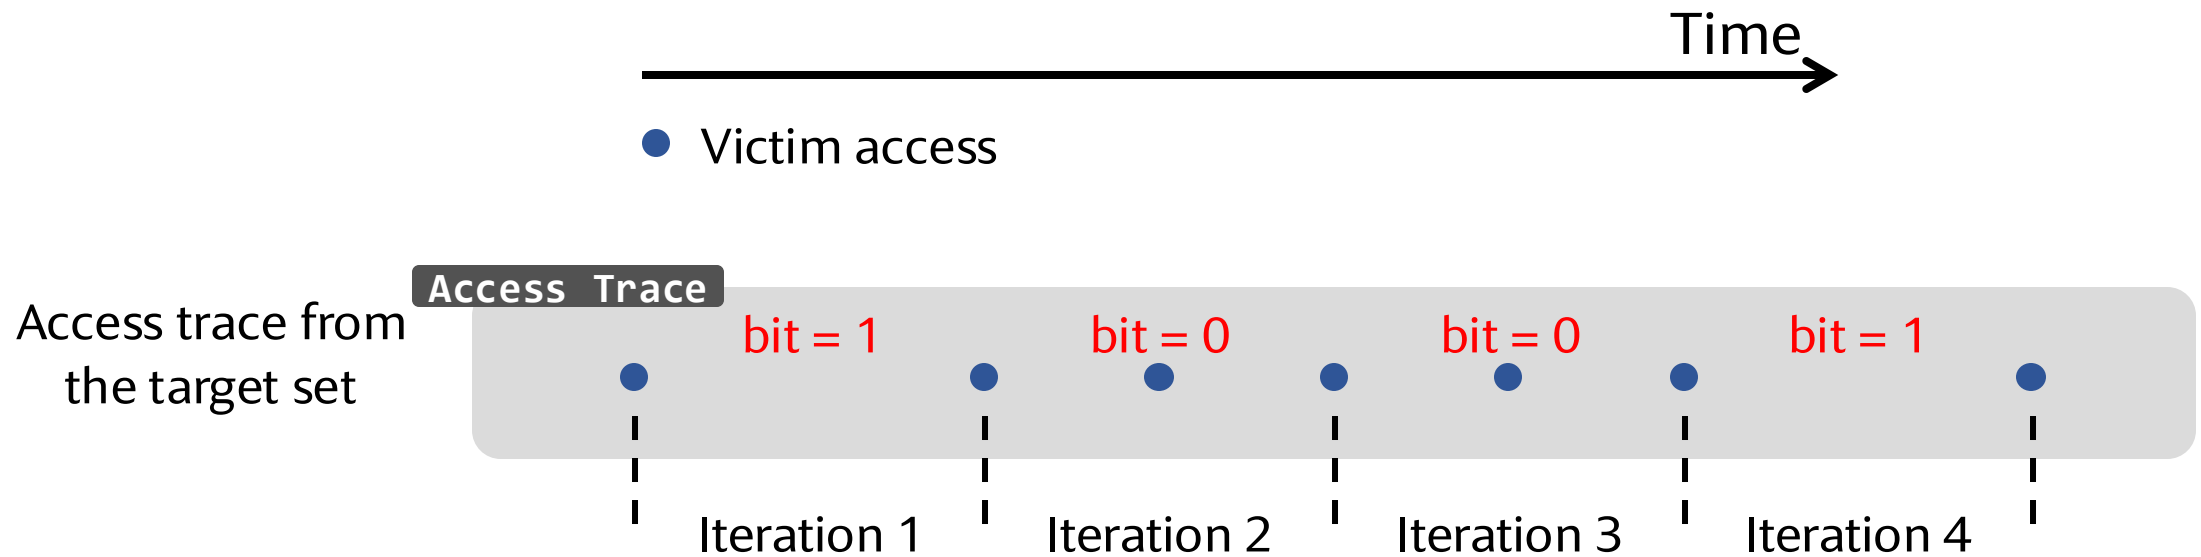 Time
Victim access
Access Trace
Access trace from
the target set
bit = 1
bit = 0
bit = 0
bit = 1
Iteration 1
Iteration 2
Iteration 3
Iteration 4